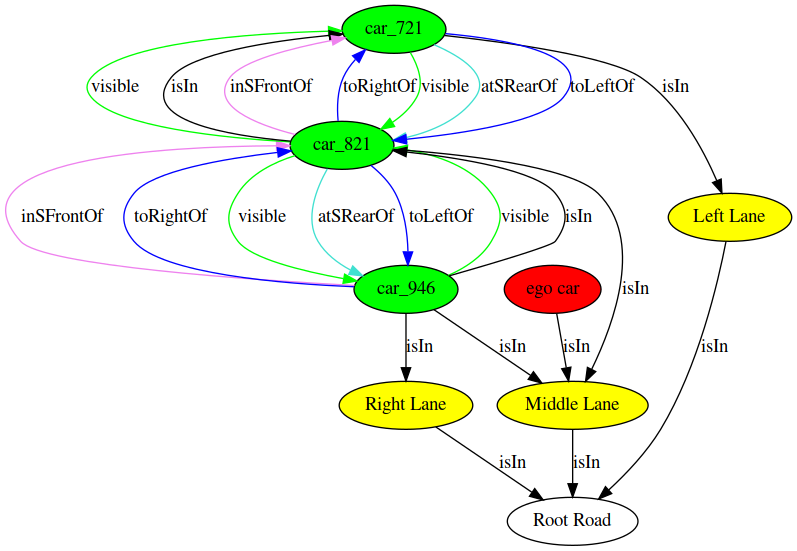 car_721
visible
isIn
inSFrontOf
toRightOf
visible
atSRearOf
toLeftOf
isIn
car_821
inSFrontOf
toRightOf
visible
atSRearOf
toLeftOf
visible
isIn
Left Lane
car_946
ego car
isIn
isIn
isIn
isIn
isIn
Right Lane
Middle Lane
isIn
isIn
Root Road